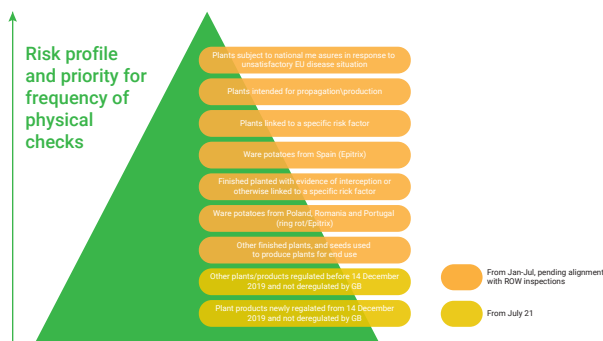 Risk profile
and priority for
frequency of
physical
checks
Plants subject to national me asures in response to
unsatisfactory EU disease situation
Plants intended for propagation\production
Plants linked to a specific risk factor
Ware potatoes from Spain (Epitrix)
Finished planted with evidence of interception or
otherwise linked to a specific risk factor
Ware potatoes from Poland, Romania and Portugal
(ring rot/Epitrix)
Other finished plants, and seeds used
to produce plants for end use
Other plants/products regulated before 14 December
2019 and not deregulated by GB
Plant products newly regalated from 14 December
2019 and not deregulated by GB
From Jan-Jul, pending alignment
with ROW inspections
From July 21